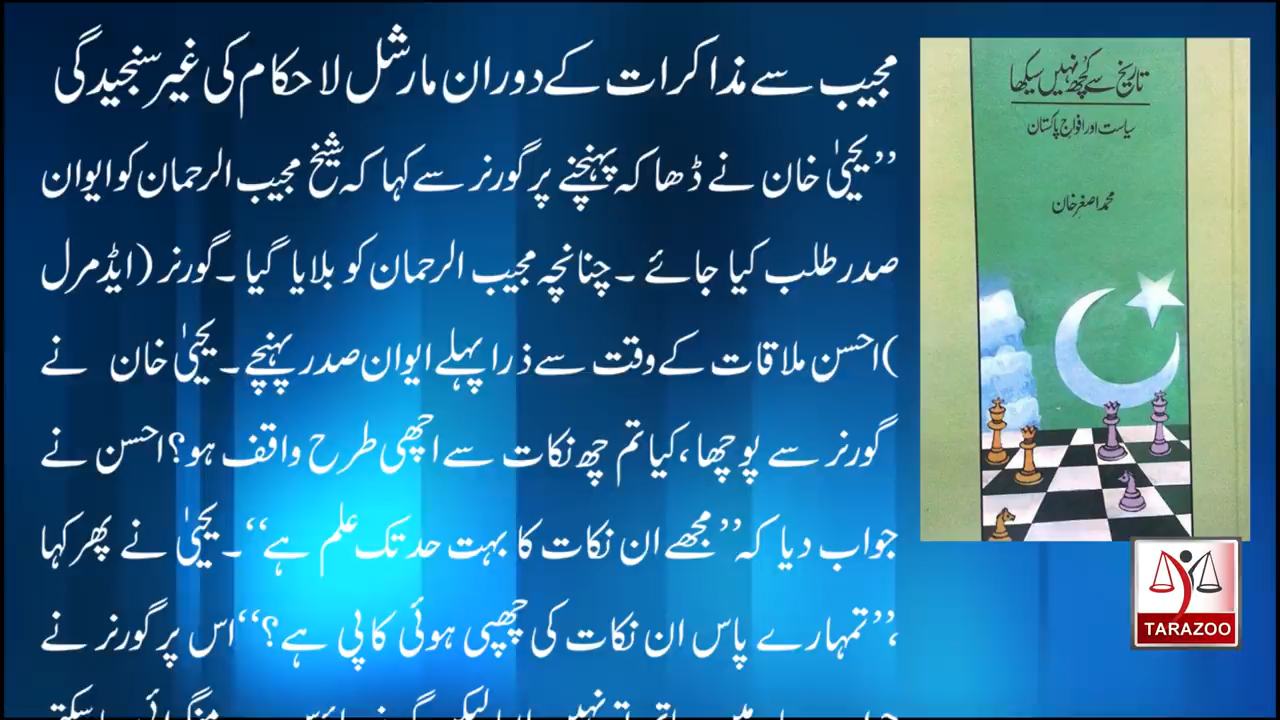 مجیب سے مذاکرات کے دوران مارشل لا حکام کی غیر سنجیدگی
’’یحییٰ خان نے ڈھاکہ پہنچنے پر گورنر سے کہا کہ شیخ مجیب الرحمان کو ایوان
صدر طلب کیا جائے ۔ چنانچہ مجیب الرحمان کو بلایا گیا ۔ گورنر (ایڈمرل
)احسن ملاقات کے وقت سے ذرا پہلے ایوان صدر پہنچے ۔ یحییٰ خان نے
گورنر سے پوچھا ، کیا تم چھ نکات سے اچھی طرح واقف ہو؟ احسن نے
جواب دیا کہ ’’مجھے ان نکات کا بہت حد تک علم ہے‘‘۔ یحییٰ نے پھر کہا
،’’تمہارے پاس ان نکات کی چھپی ہوئی کاپی ہے؟‘‘ اس پر گورنر نے
تاریخ سے کچھ نہیں سیکھا
سیاست اور افواج پاکستان
محمد اصغر خان
TARAZOO